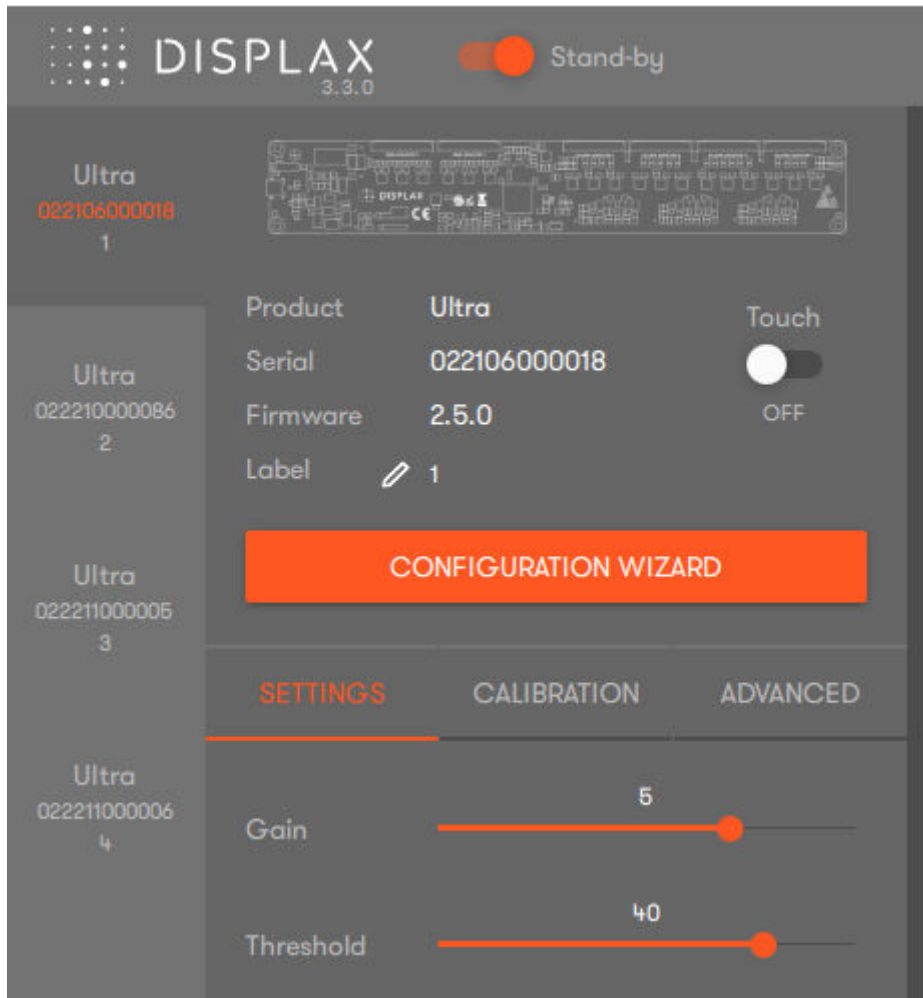 DISPLAX
3.3.0
Stand-by
Ultra
022106000018
1
Ultra
022210000086
2
Ultra
022211000005
3
Ultra
022211000006
4
DISPLAX
CE
Product Ultra
Serial 022106000018
Firmware 2.5.0
Label 1
Touch
OFF
CONFIGURATION WIZARD
SETTINGS CALIBRATION ADVANCED
5
Gain
40
Threshold